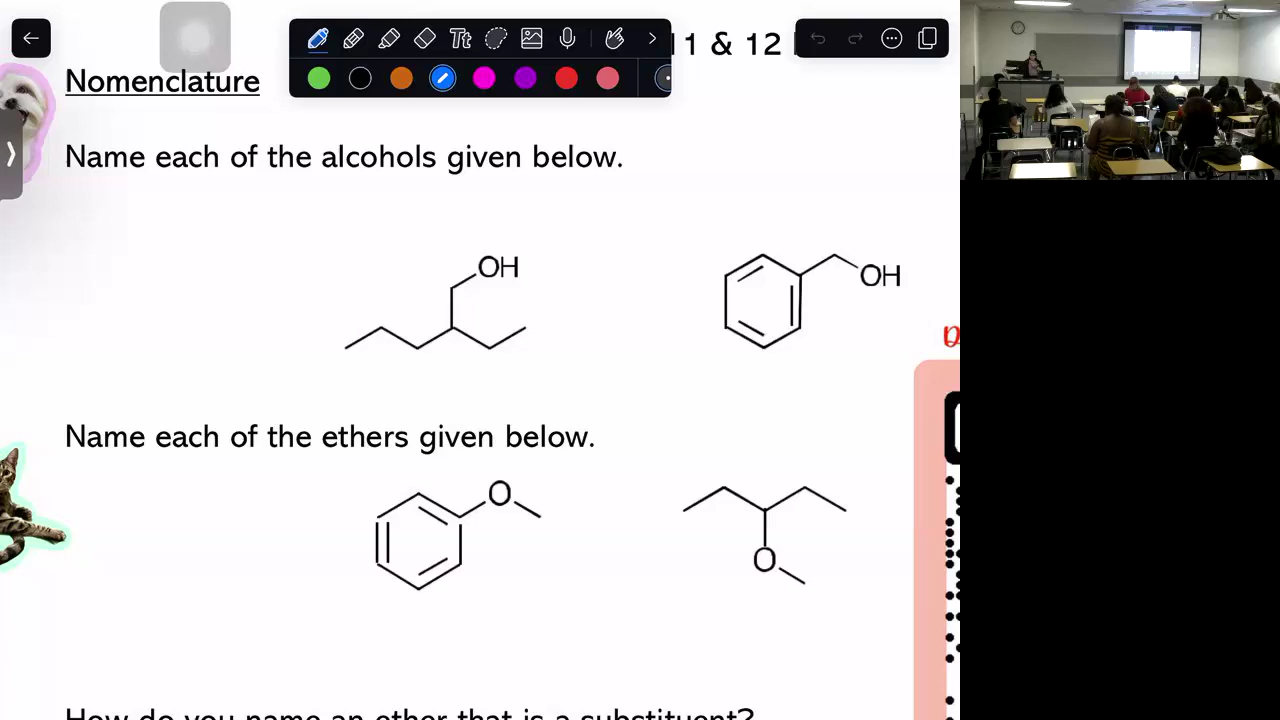 11 & 12
Nomenclature
Name each of the alcohols given below.
OH
OH
Name each of the ethers given below.
O
O
How do you name an ether that is a substituent?